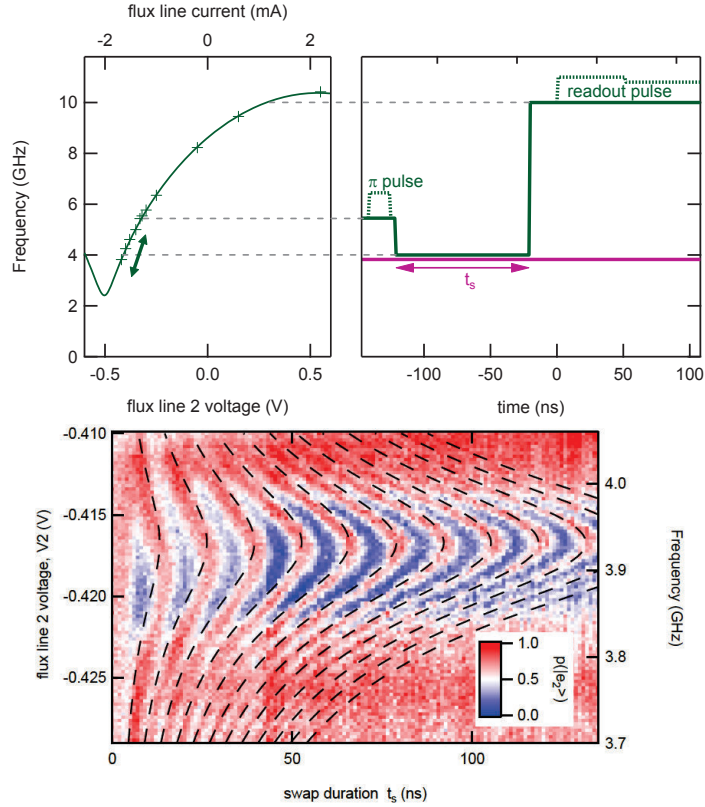 flux line current (mA)
-2 0 2
10
8
6
4
2
0
Frequency (GHz)
-0.5 0.0 0.5
flux line 2 voltage (V)
readout pulse
π pulse
t_s
-100 -50 0 50 100
time (ns)
-0.410
-0.415
-0.420
-0.425
flux line 2 voltage, V2 (V)
4.0
3.9
3.8
3.7
Frequency (GHz)
1.0
0.5
0.0
p(|e₂>)
0 50 100
swap duration t_s (ns)